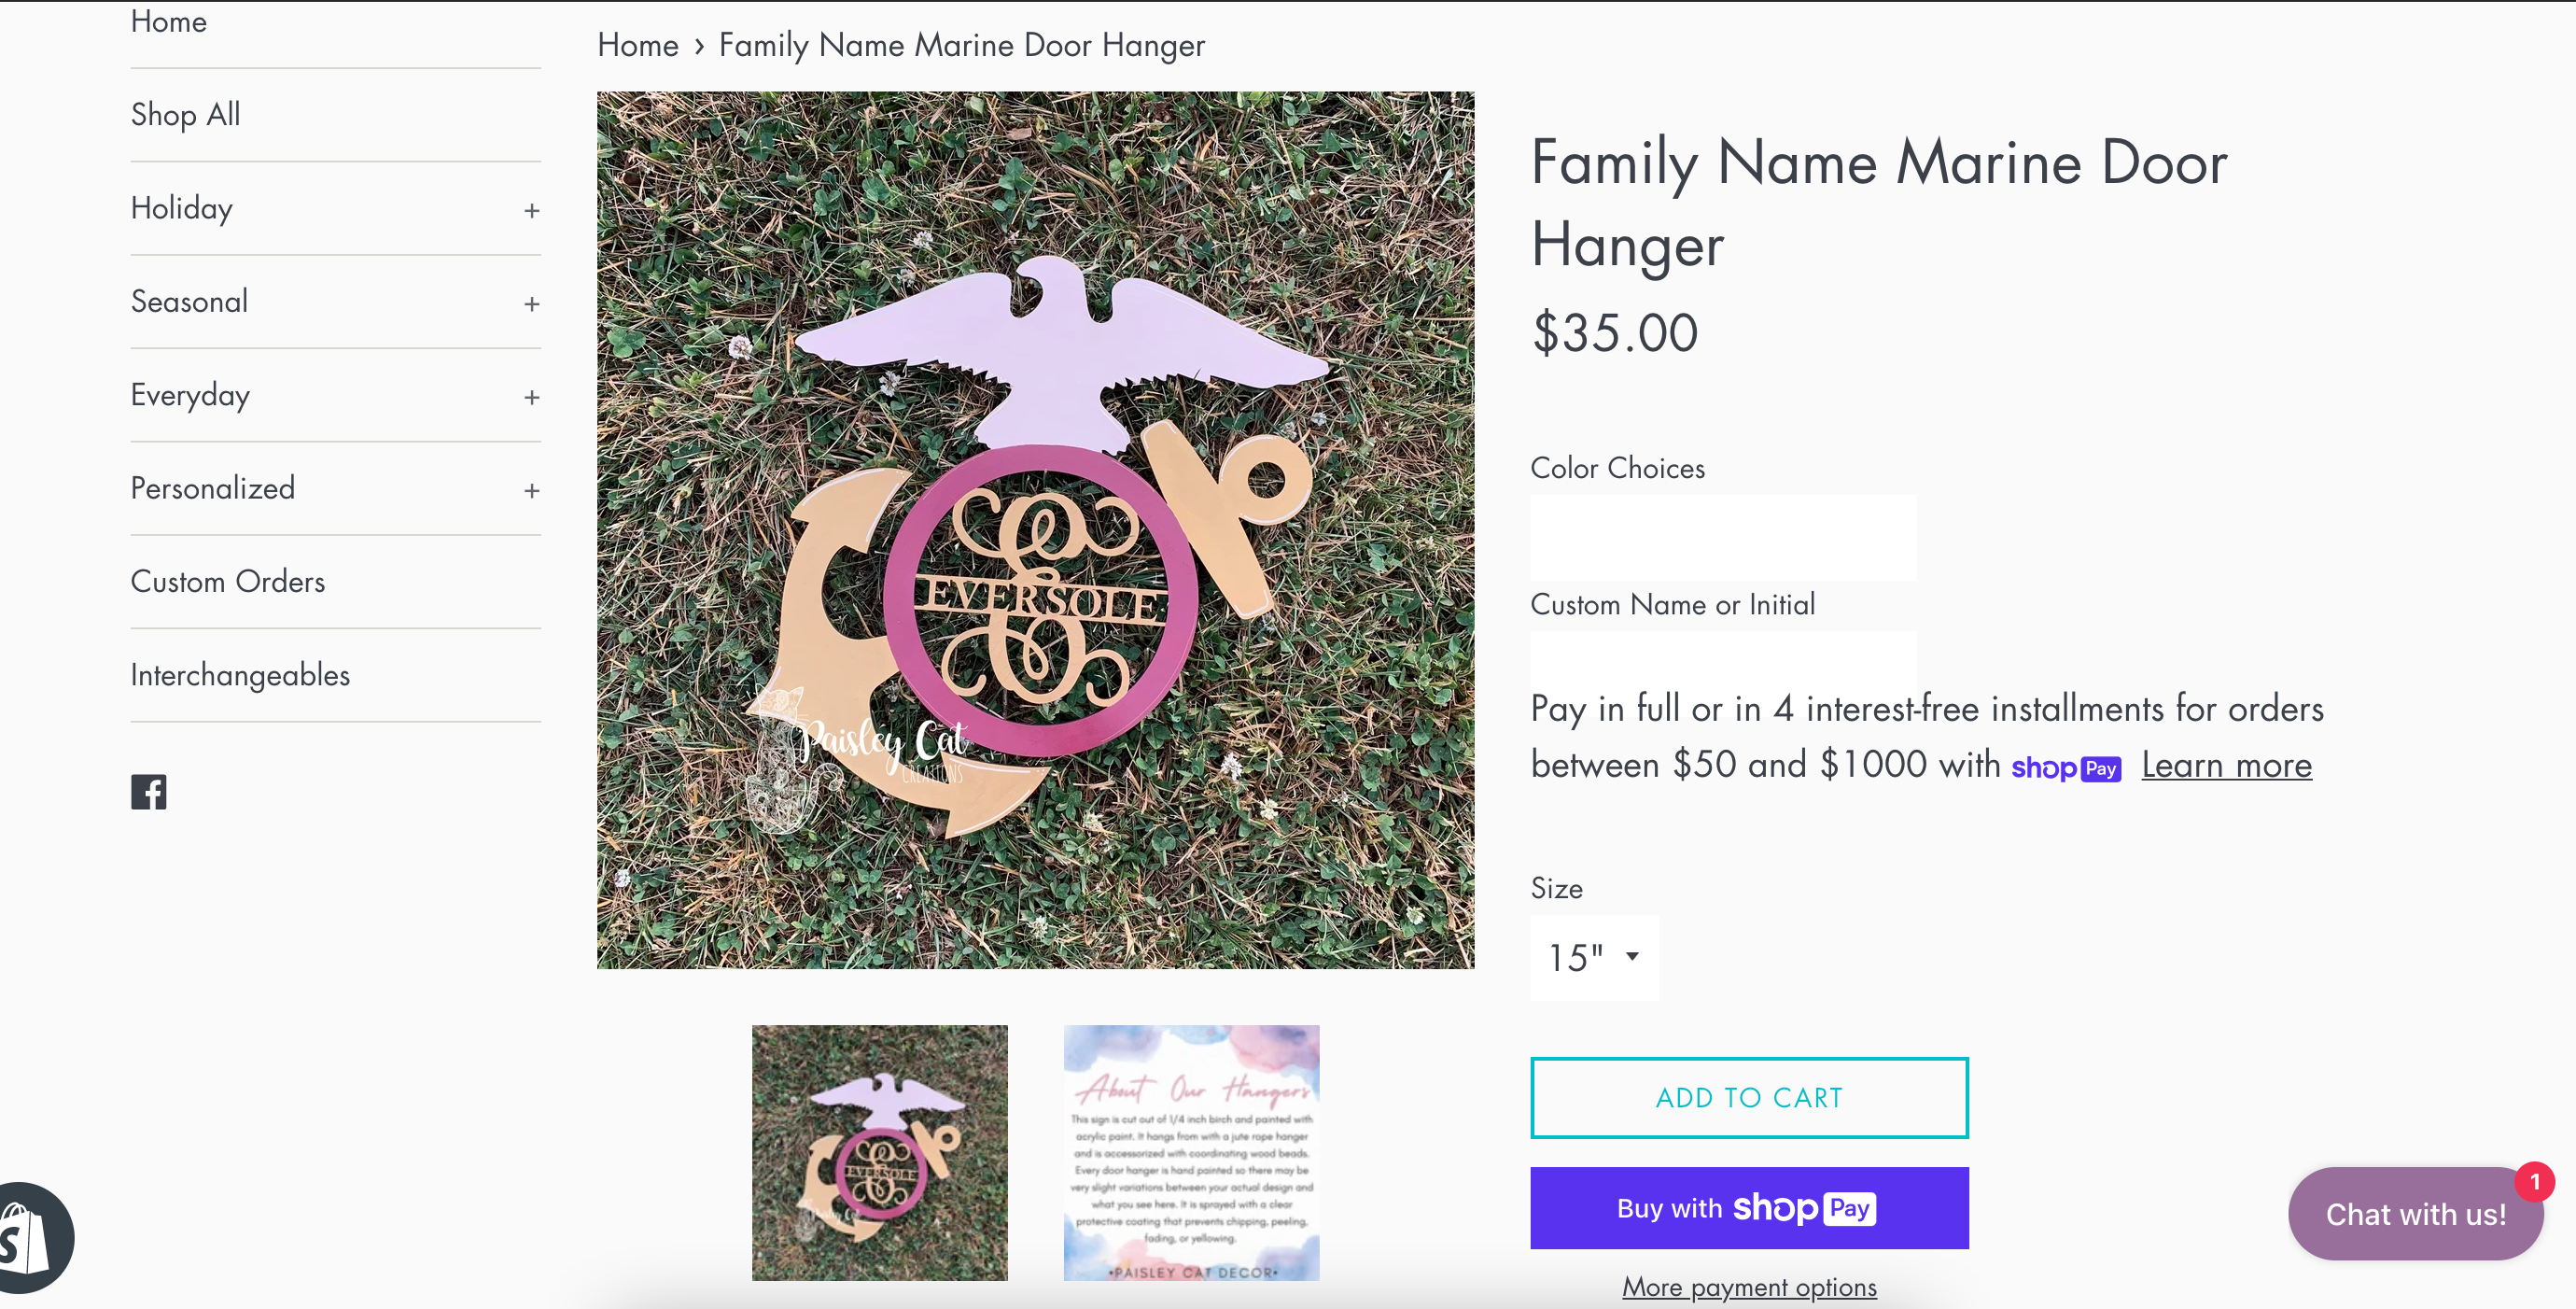 Home
Shop All
Holiday +
Seasonal +
Everyday +
Personalized +
Custom Orders
Interchangeables
Home › Family Name Marine Door Hanger
EVERSOLE
Paisley Cat
CREATIONS
EVERSOLE
About Our Hangers
This sign is cut out of 1/4 inch birch and painted with
acrylic paint. It hangs from with a jute rope hanger
and is accessorized with coordinating wood beads.
Every door hanger is hand painted so there may be
very slight variations between your actual design and
what you see here. It is sprayed with a clear
protective coating that prevents chipping, peeling,
fading, or yellowing.
•PAISLEY CAT DECOR•
Family Name Marine Door
Hanger
$35.00
Color Choices
Custom Name or Initial
Pay in full or in 4 interest-free installments for orders
between $50 and $1000 with shop Pay Learn more
Size
15"
ADD TO CART
Buy with shop Pay
More payment options
1
Chat with us!